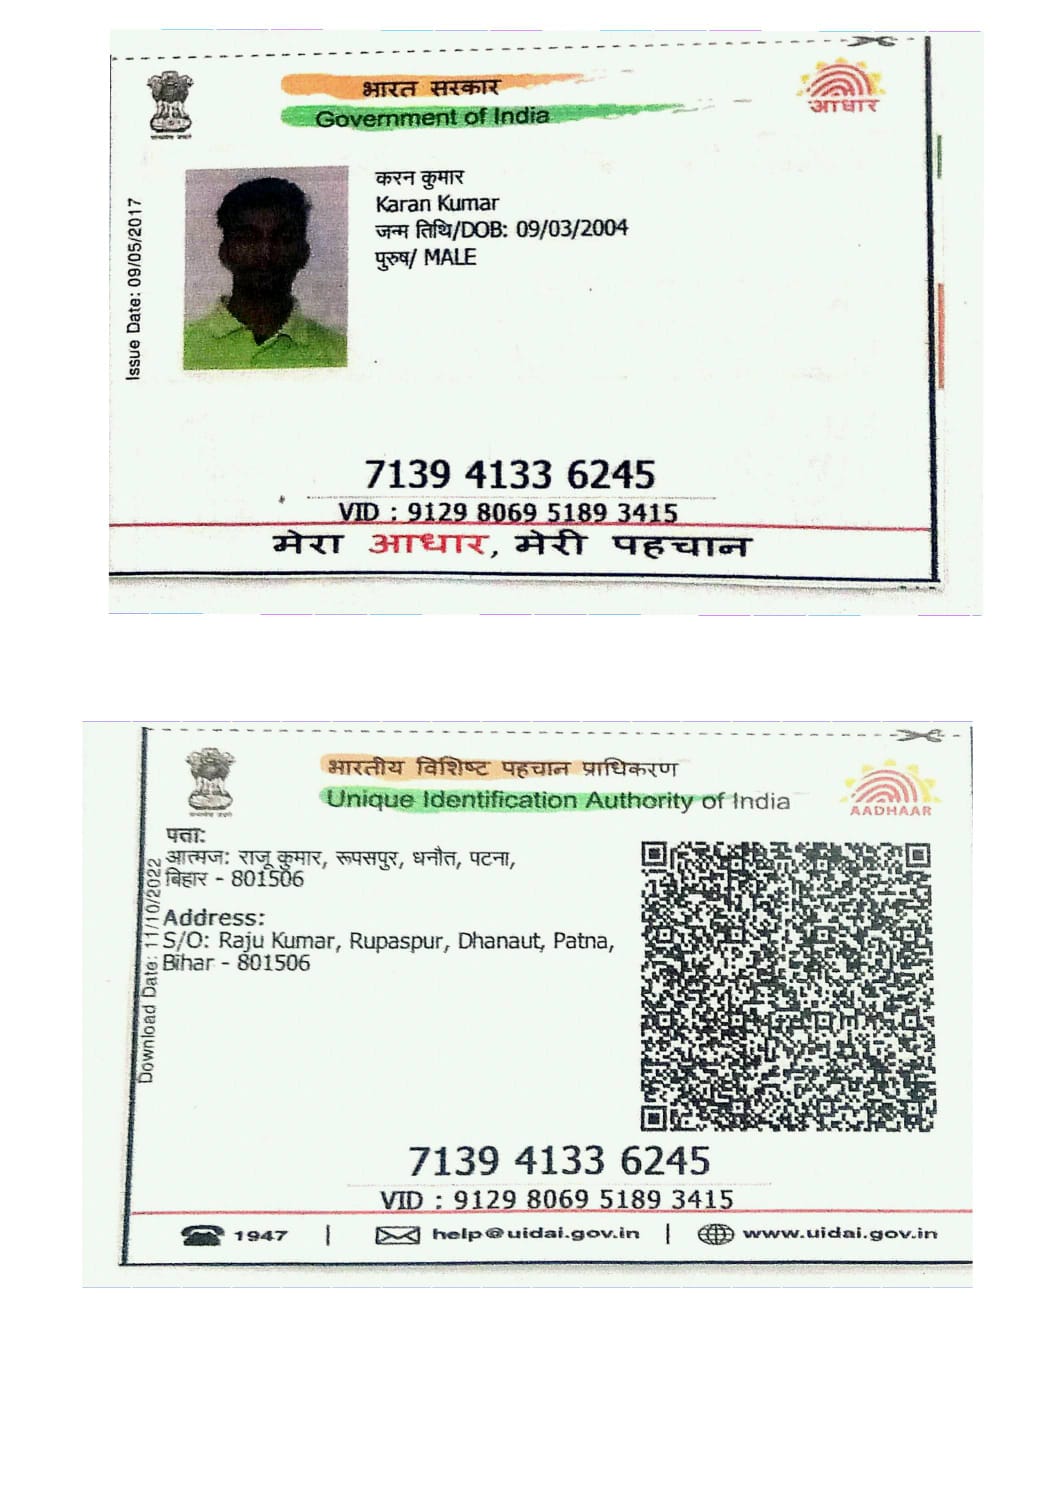 भारत सरकार
Government of India
आधार
Issue Date: 09/05/2017
करन कुमार
Karan Kumar
जन्म तिथि/DOB: 09/03/2004
पुरुष/ MALE
7139 4133 6245
VID : 9129 8069 5189 3415
मेरा आधार, मेरी पहचान
भारतीय विशिष्ट पहचान प्राधिकरण
Unique Identification Authority of India
AADHAAR
Download Date: 11/10/2022
पता:
आत्मज: राजू कुमार, रूपसपुर, धनौत, पटना,
बिहार - 801506
Address:
S/O: Raju Kumar, Rupaspur, Dhanaut, Patna,
Bihar - 801506
7139 4133 6245
VID : 9129 8069 5189 3415
1947 | help@uidai.gov.in | www.uidai.gov.in